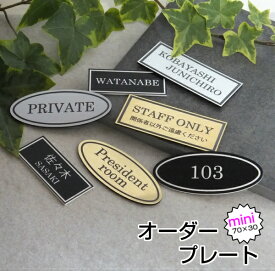 KOBAYASHI
JUNICHIRO
WATANABE
PRIVATE
STAFF ONLY
関係者以外ご遠慮ください
佐々木
SASAKI
President
room
103
mini
70×30
オーダー
プレート